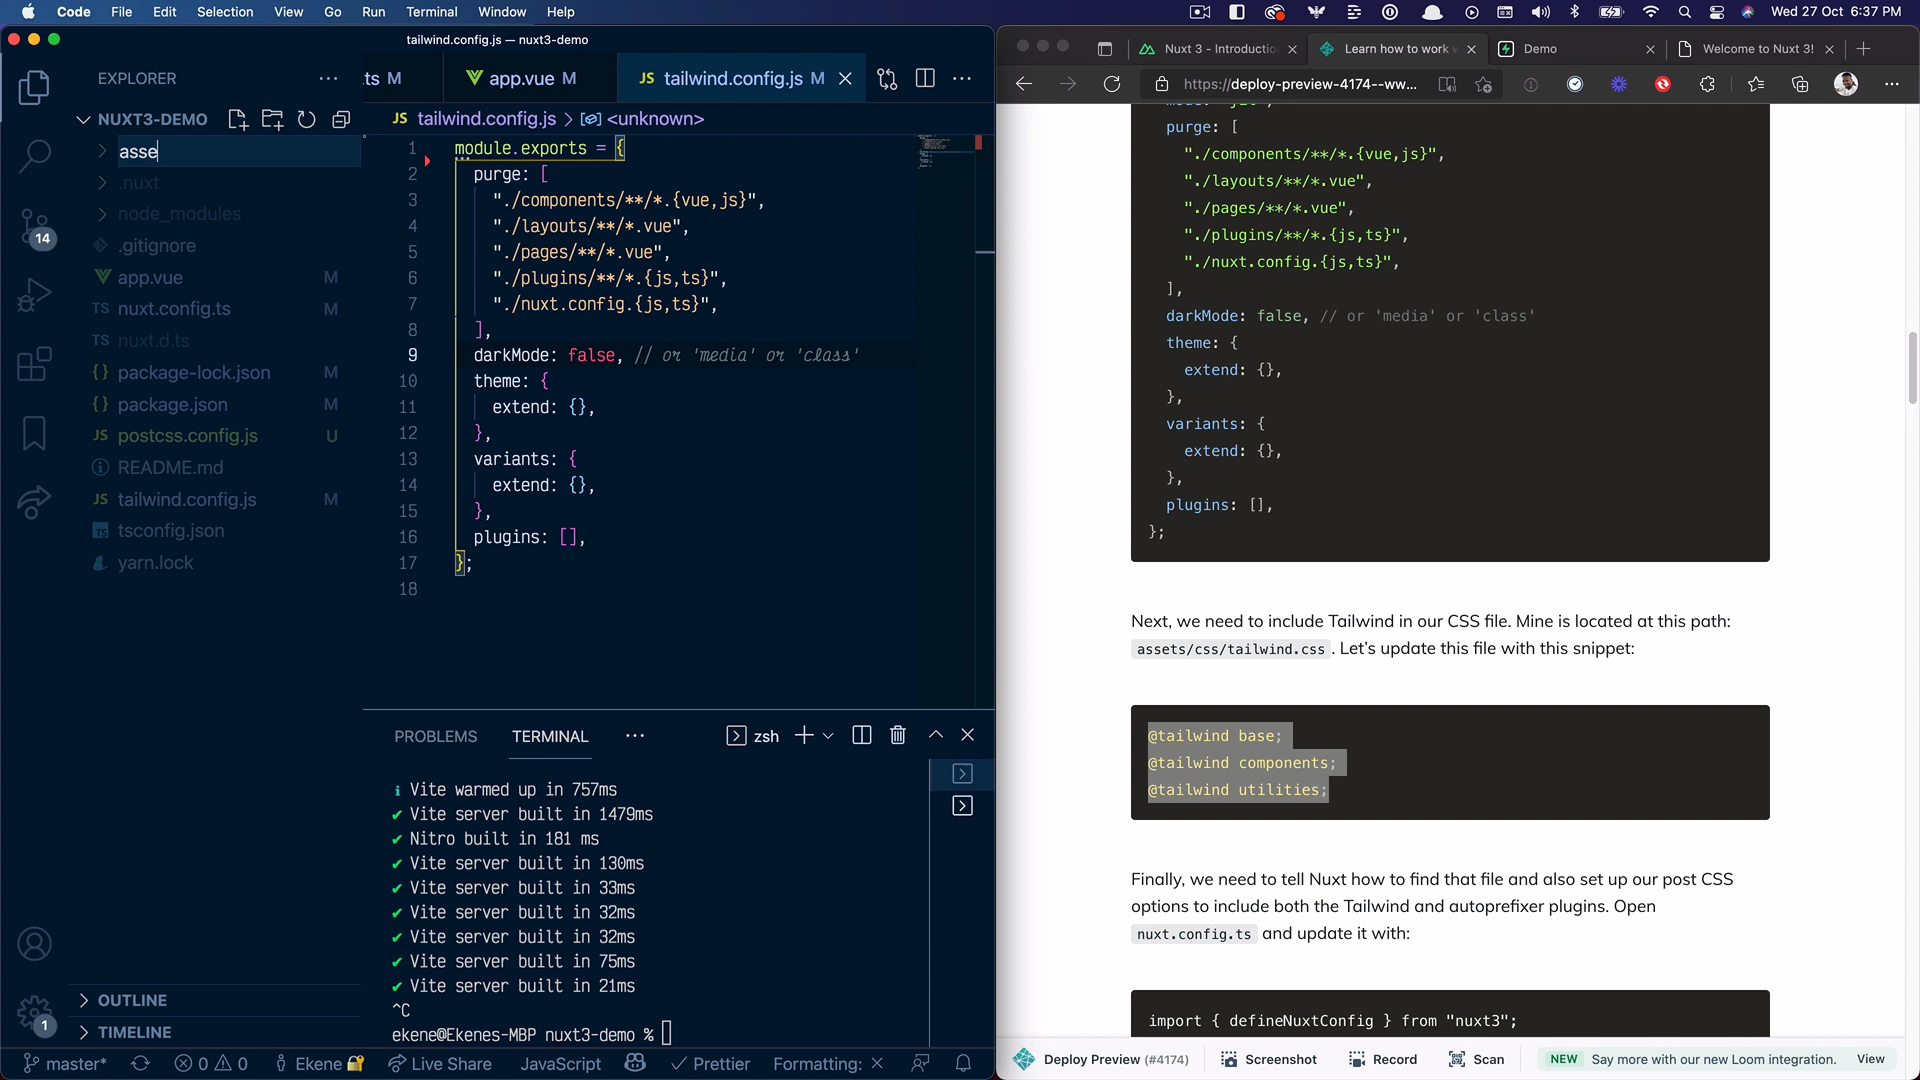 Code File Edit Selection View Go Run Terminal Window Help
Wed 27 Oct 6:37 PM
tailwind.config.js — nuxt3-demo
EXPLORER
NUXT3-DEMO
asse
.nuxt
node_modules
.gitignore
app.vue M
nuxt.config.ts M
nuxt.d.ts
package-lock.json M
package.json M
postcss.config.js U
README.md
tailwind.config.js M
tsconfig.json
yarn.lock
OUTLINE
TIMELINE
14
1
.ts M
app.vue M
JS tailwind.config.js M
JS tailwind.config.js > <unknown>
1 module.exports = {
2 purge: [
3 "./components/**/*.{vue,js}",
4 "./layouts/**/*.vue",
5 "./pages/**/*.vue",
6 "./plugins/**/*.{js,ts}",
7 "./nuxt.config.{js,ts}",
8 ],
9 darkMode: false, // or 'media' or 'class'
10 theme: {
11 extend: {},
12 },
13 variants: {
14 extend: {},
15 },
16 plugins: [],
17 };
18
PROBLEMS TERMINAL
zsh
i Vite warmed up in 757ms
✔ Vite server built in 1479ms
✔ Nitro built in 181 ms
✔ Vite server built in 130ms
✔ Vite server built in 33ms
✔ Vite server built in 32ms
✔ Vite server built in 32ms
✔ Vite server built in 75ms
✔ Vite server built in 21ms
^C
ekene@Ekenes-MBP nuxt3-demo %
master* 0 0 Ekene Live Share JavaScript Prettier Formatting: ×
Nuxt 3 - Introductio
Learn how to work w
Demo
Welcome to Nuxt 3!
https://deploy-preview-4174--ww...
purge: [
"./components/**/*.{vue,js}",
"./layouts/**/*.vue",
"./pages/**/*.vue",
"./plugins/**/*.{js,ts}",
"./nuxt.config.{js,ts}",
],
darkMode: false, // or 'media' or 'class'
theme: {
extend: {},
},
variants: {
extend: {},
},
plugins: [],
};
Next, we need to include Tailwind in our CSS file. Mine is located at this path:
assets/css/tailwind.css. Let's update this file with this snippet:
@tailwind base;
@tailwind components;
@tailwind utilities;
Finally, we need to tell Nuxt how to find that file and also set up our post CSS
options to include both the Tailwind and autoprefixer plugins. Open
nuxt.config.ts and update it with:
import { defineNuxtConfig } from "nuxt3";
Deploy Preview (#4174) Screenshot Record Scan NEW Say more with our new Loom integration. View